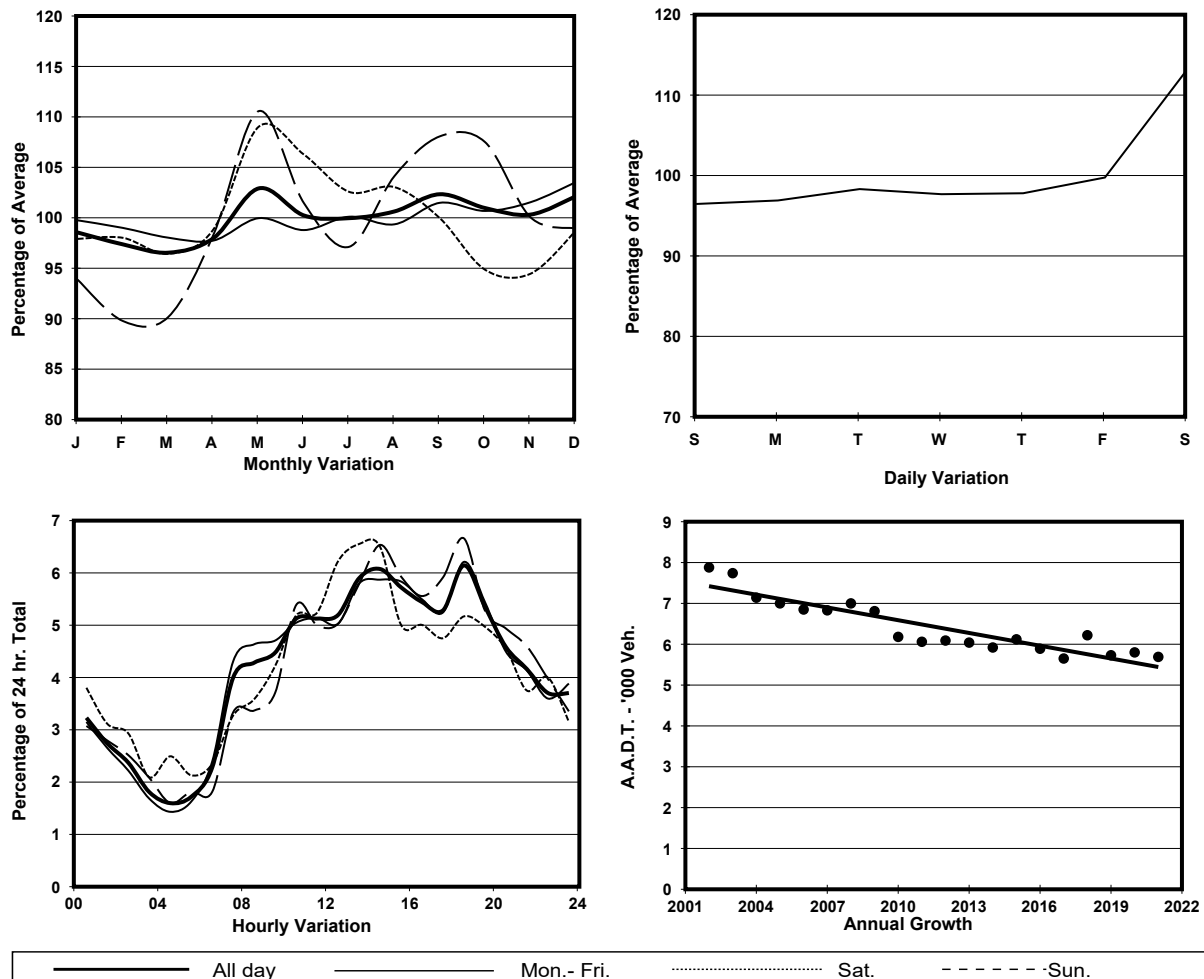 120
115
110
105
100
95
90
85
80
Percentage of Average
J F M A M J J A S O N D
Monthly Variation
120
110
100
90
80
70
Percentage of Average
S M T W T F S
Daily Variation
7
6
5
4
3
2
1
0
Percentage of 24 hr. Total
00 04 08 12 16 20 24
Hourly Variation
9
8
7
6
5
4
3
2
1
0
A.A.D.T. - '000 Veh.
2001 2004 2007 2010 2013 2016 2019 2022
Annual Growth
All day Mon.- Fri. Sat. Sun.